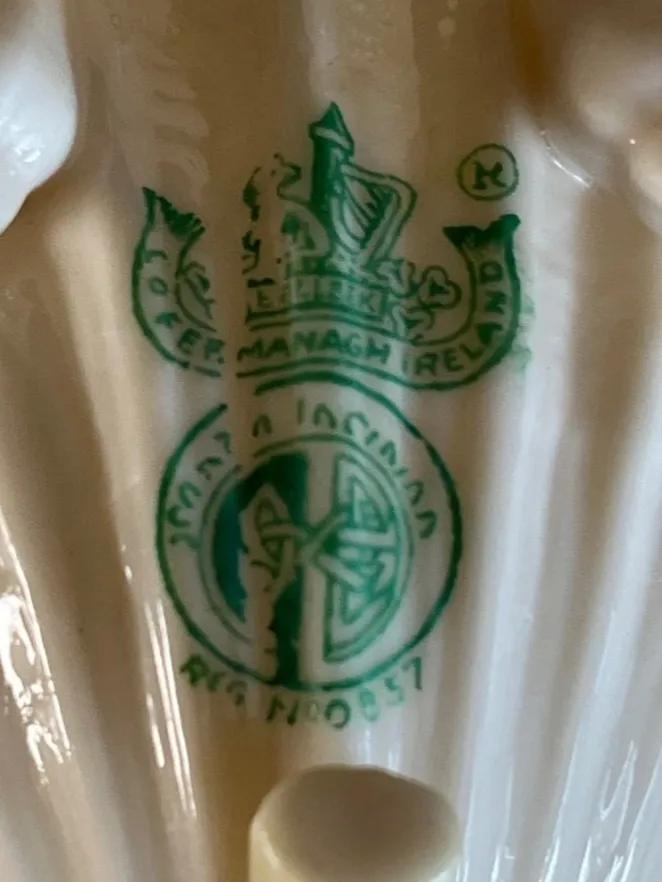 ®
BELLEEK
CO FERMANAGH IRELAND
REG NO 0857